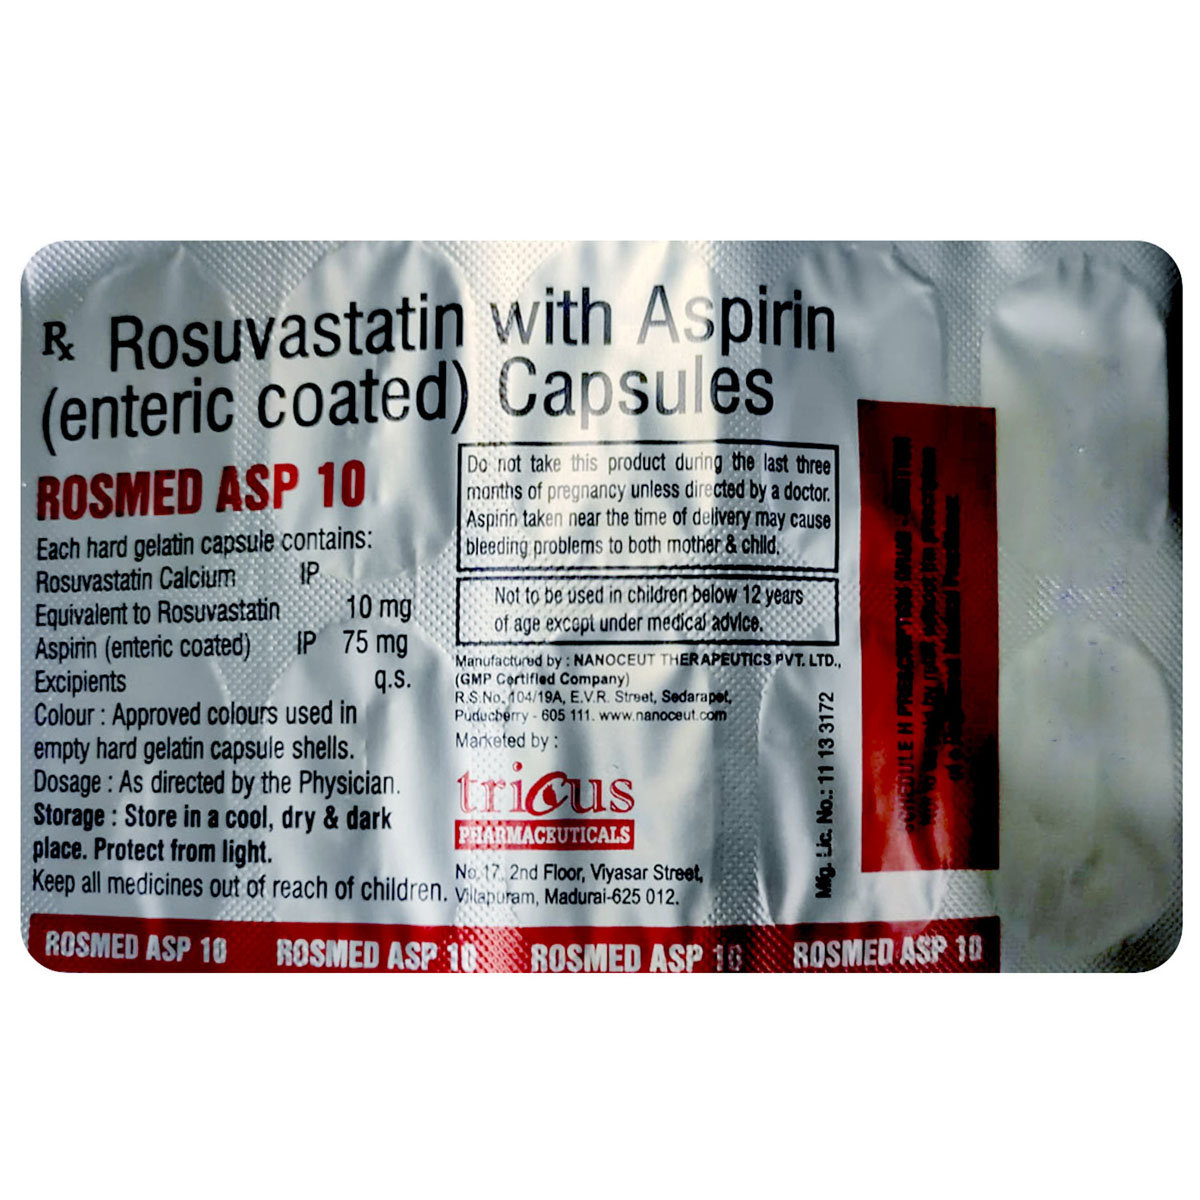 Rx Rosuvastatin with Aspirin
(enteric coated) Capsules
ROSMED ASP 10
Each hard gelatin capsule contains:
Rosuvastatin Calcium IP
Equivalent to Rosuvastatin 10 mg
Aspirin (enteric coated) IP 75 mg
Excipients q.s.
Colour : Approved colours used in
empty hard gelatin capsule shells.
Dosage : As directed by the Physician.
Storage : Store in a cool, dry & dark
place. Protect from light.
Keep all medicines out of reach of children.
Do not take this product during the last three
months of pregnancy unless directed by a doctor.
Aspirin taken near the time of delivery may cause
bleeding problems to both mother & child.
Not to be used in children below 12 years
of age except under medical advice.
Manufactured by : NANOCEUT THERAPEUTICS PVT. LTD.,
(GMP Certified Company)
R.S.No. 104/19A, E.V.R. Street, Sedarapet,
Puducherry - 605 111. www.nanoceut.com
Marketed by :
tricus
PHARMACEUTICALS
No.17, 2nd Floor, Viyasar Street,
Villapuram, Madurai-625 012.
Mfg. Lic. No.: 11 13 3172
SCHEDULE H PRESCRIPTION DRUG -
of a Registered Medical Practitioner
ROSMED ASP 10 ROSMED ASP 10 ROSMED ASP 10 ROSMED ASP 10